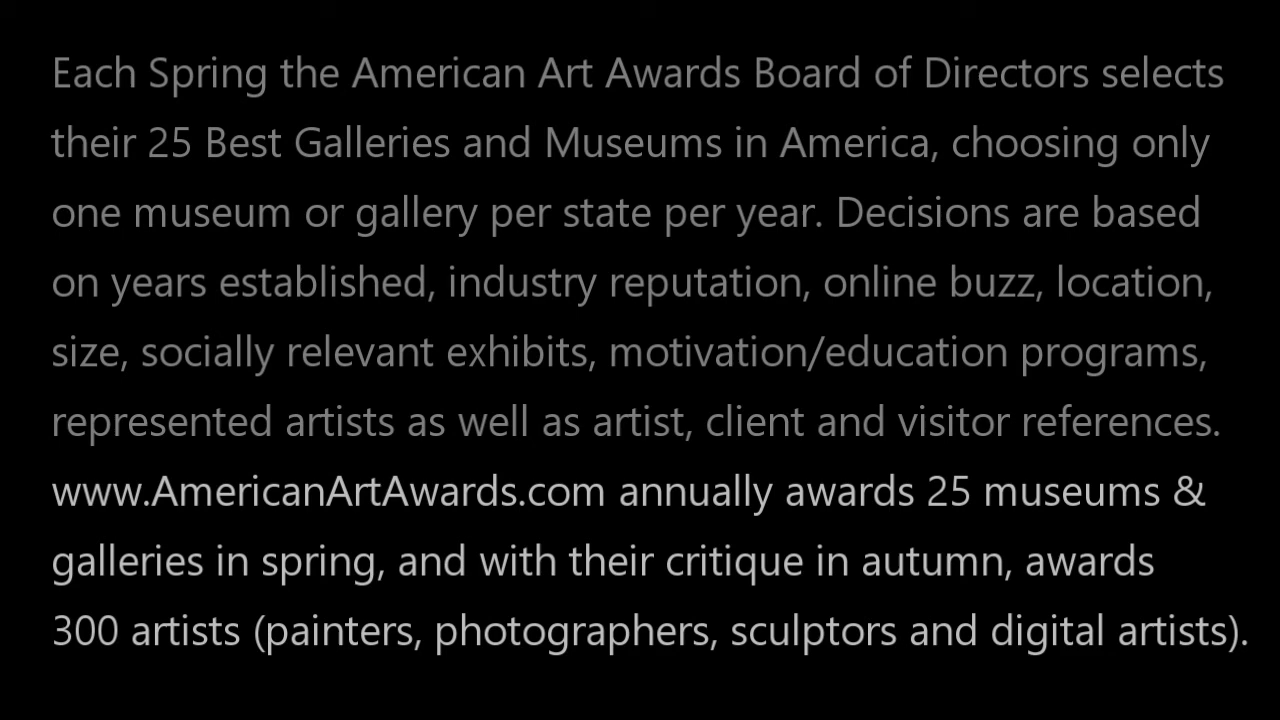 Each Spring the American Art Awards Board of Directors selects
their 25 Best Galleries and Museums in America, choosing only
one museum or gallery per state per year. Decisions are based
on years established, industry reputation, online buzz, location,
size, socially relevant exhibits, motivation/education programs,
represented artists as well as artist, client and visitor references.
www.AmericanArtAwards.com annually awards 25 museums &
galleries in spring, and with their critique in autumn, awards
300 artists (painters, photographers, sculptors and digital artists).